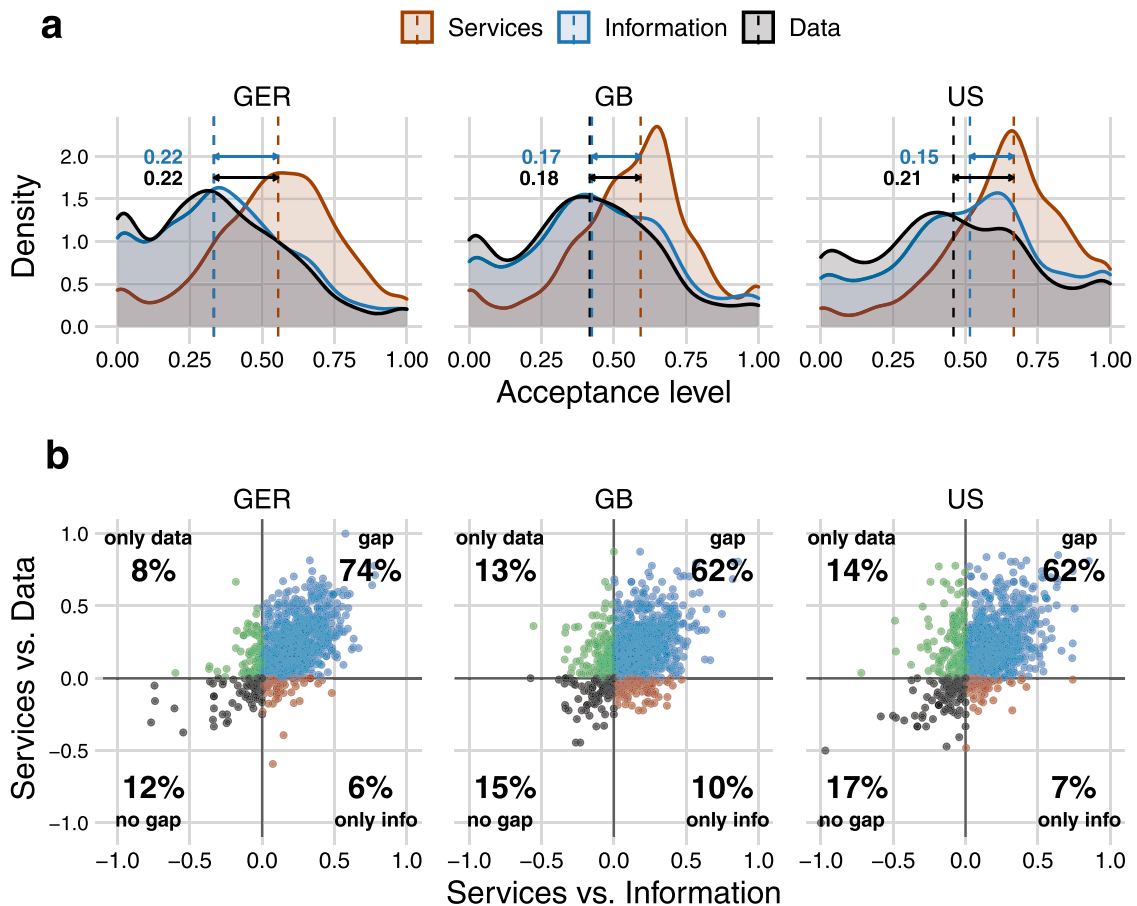 a
Services Information Data
GER GB US
Density
2.0
1.5
1.0
0.5
0.0
0.22
0.22
0.17
0.18
0.15
0.21
0.00 0.25 0.50 0.75 1.00 0.00 0.25 0.50 0.75 1.00 0.00 0.25 0.50 0.75 1.00
Acceptance level
b
GER GB US
Services vs. Data
1.0
0.5
0.0
−0.5
−1.0
only data gap only data gap only data gap
8% 74% 13% 62% 14% 62%
12% 6% 15% 10% 17% 7%
no gap only info no gap only info no gap only info
−1.0 −0.5 0.0 0.5 1.0 −1.0 −0.5 0.0 0.5 1.0 −1.0 −0.5 0.0 0.5 1.0
Services vs. Information